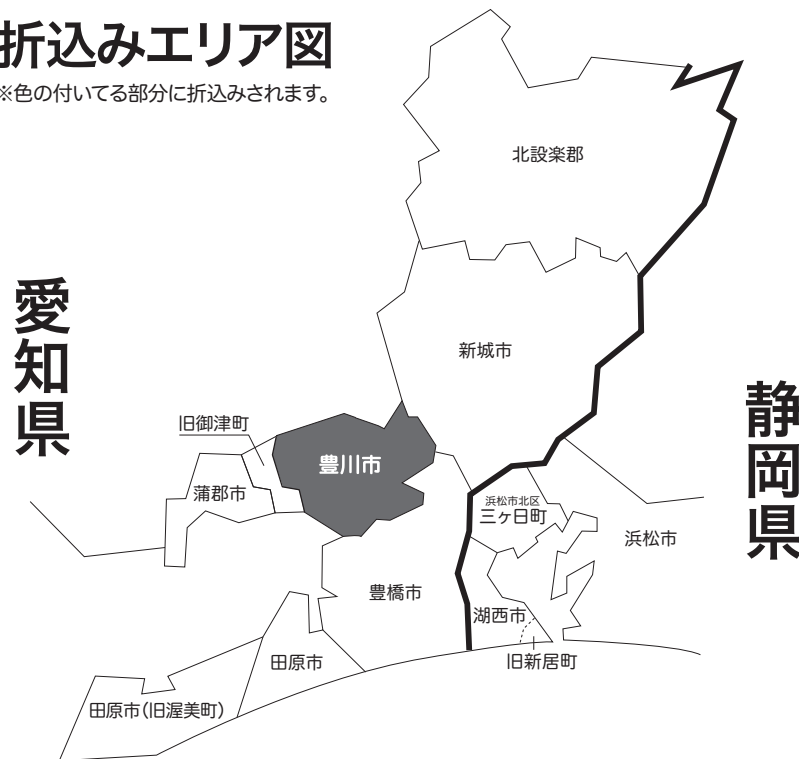 折込みエリア図
※色の付いてる部分に折込みされます。
北設楽郡
愛知県
新城市
静岡県
旧御津町
豊川市
蒲郡市
浜松市北区
三ヶ日町
浜松市
豊橋市
湖西市
田原市
旧新居町
田原市(旧渥美町)